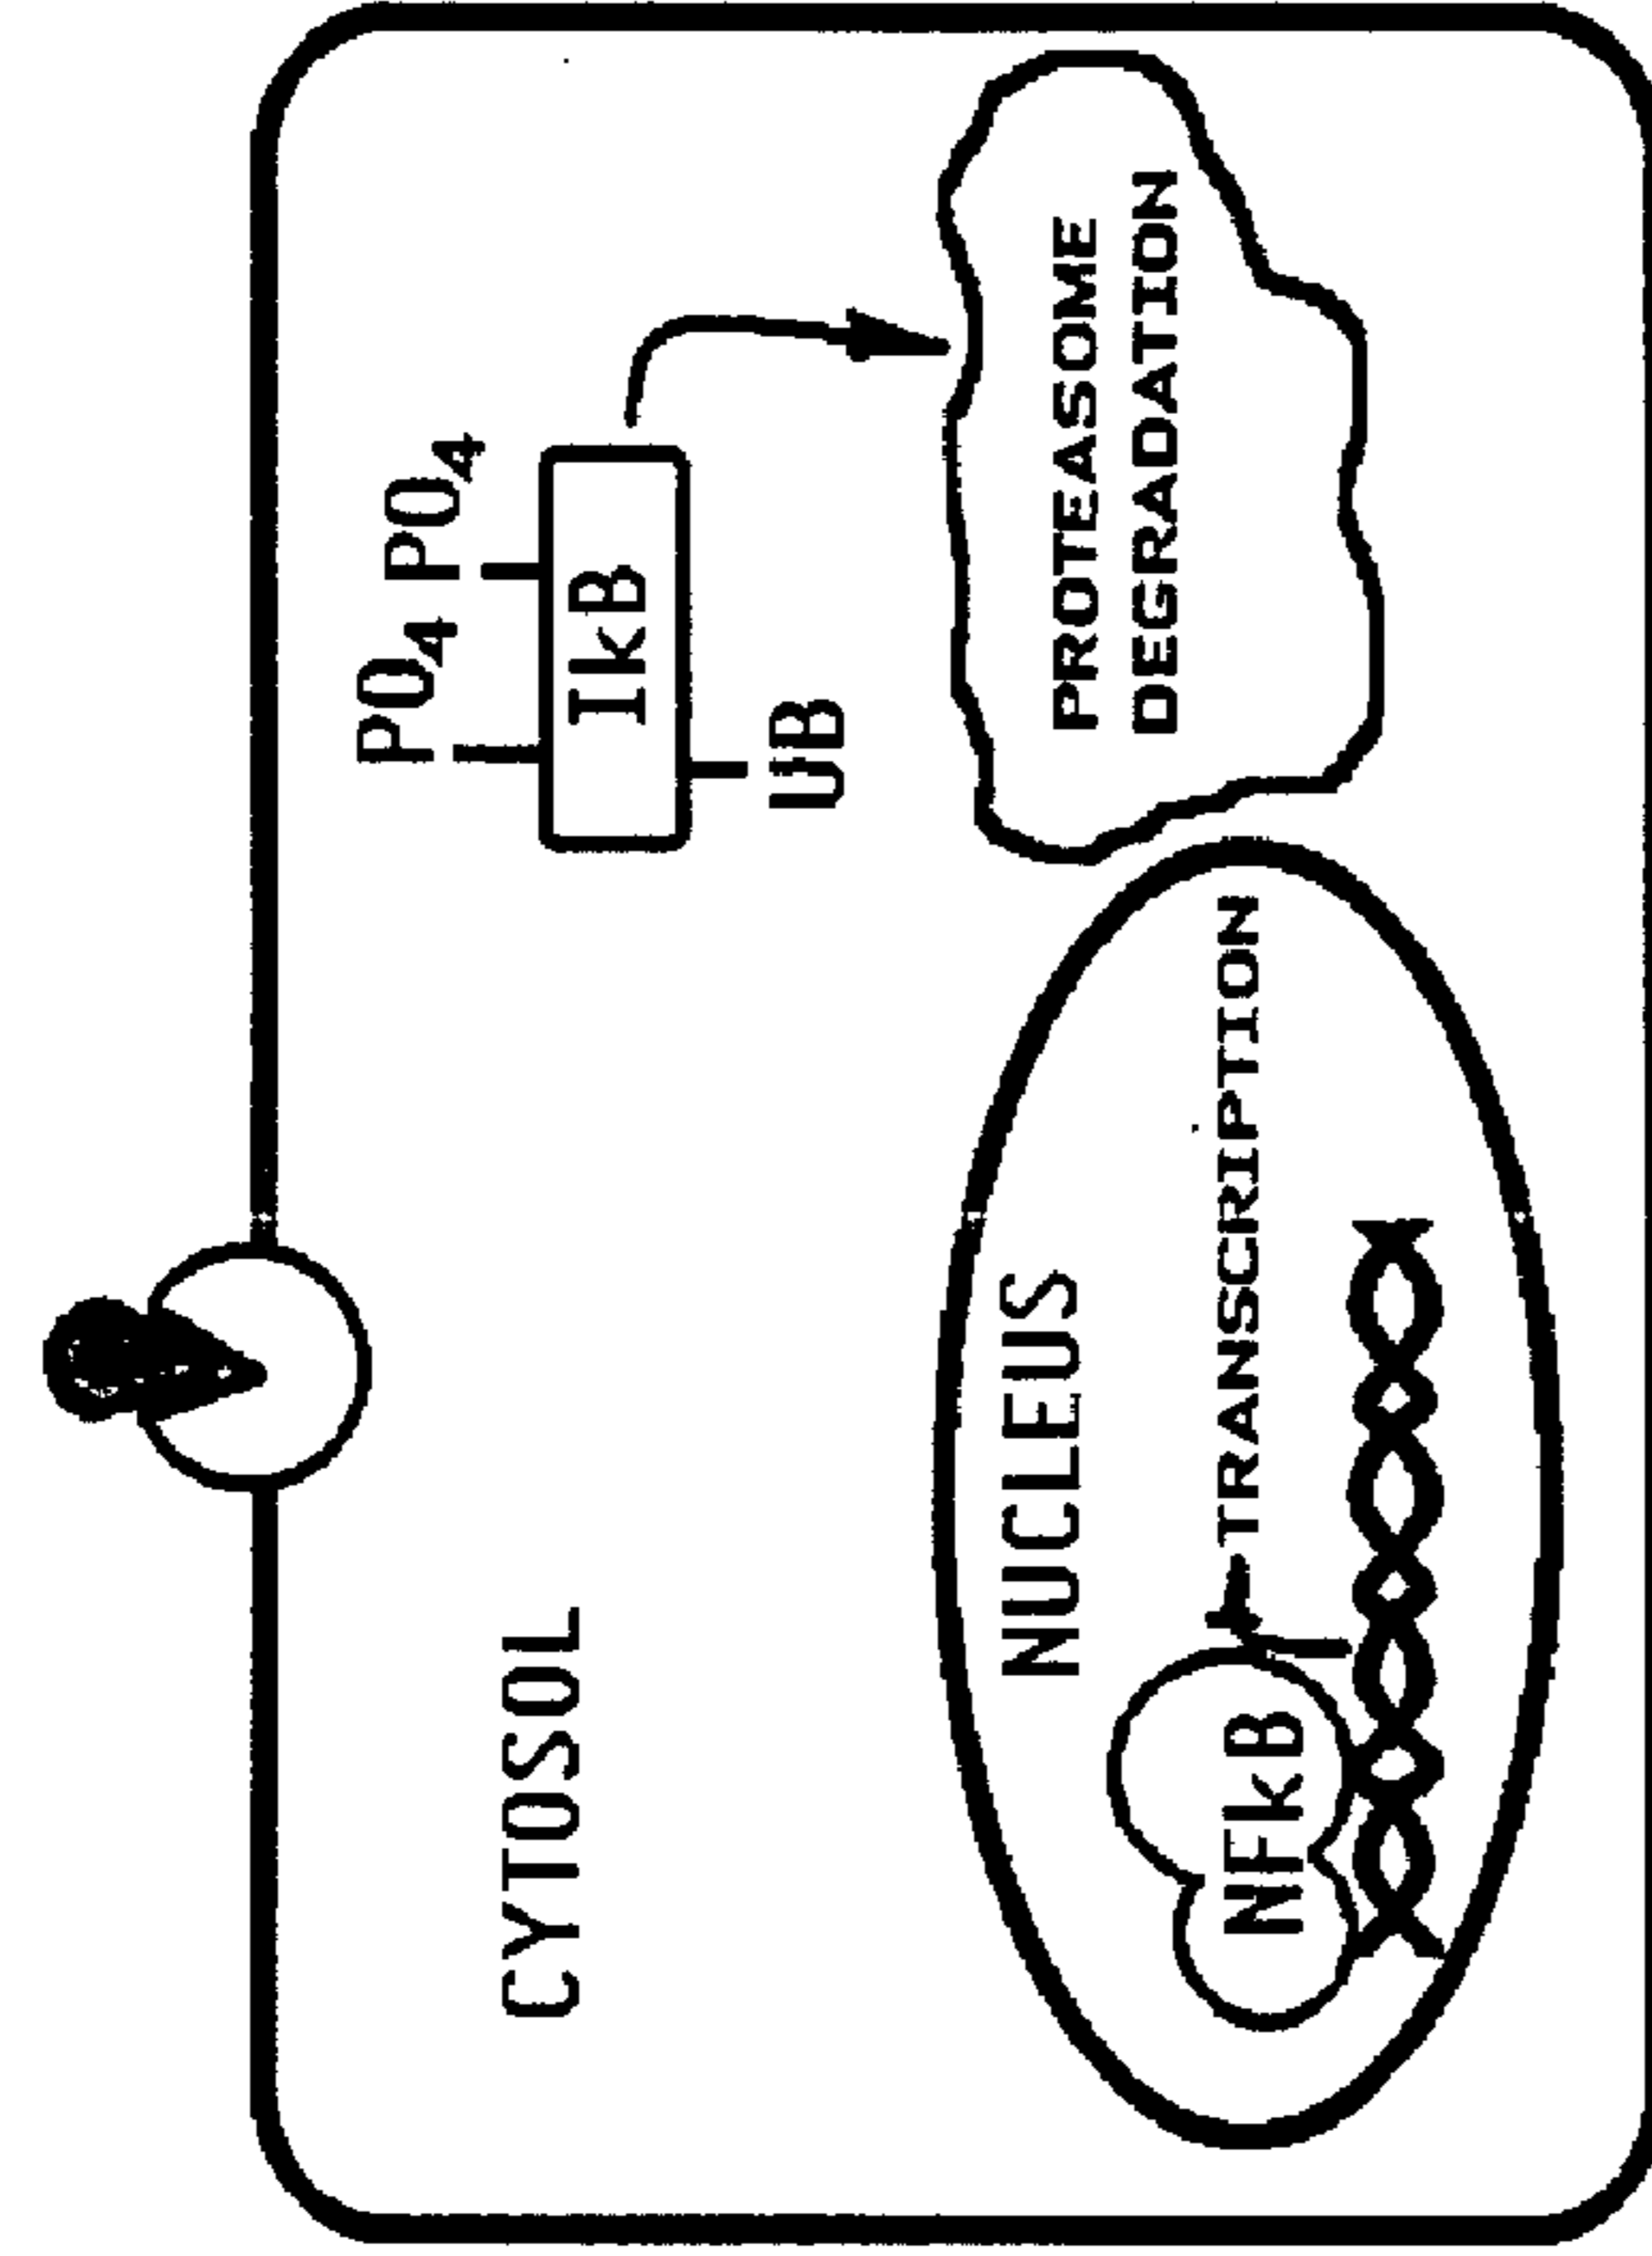 PO4 PO4
IkB
UB
CYTOSOL
PROTEASOME
DEGRADATION
NUCLEUS
TRANSCRIPTION
NFkB